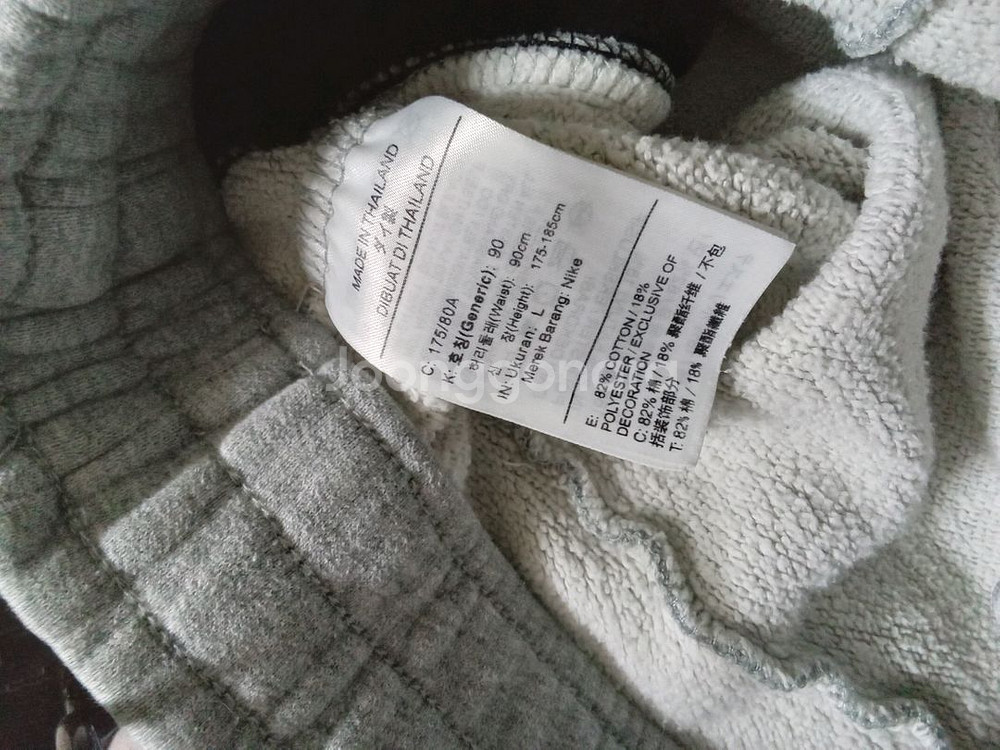 MADE IN THAILAND
タイ製
DIBUAT DI THAILAND
C: 175/80A
K: 호칭(Generic): 90
허리둘레(Waist): 90cm
신 장(Height): 175-185cm
IN: Ukuran: L
Merek Barang: Nike
E: 82% COTTON/18%
POLYESTER/EXCLUSIVE OF
DECORATION
C: 82% 棉/18% 聚酯纤维/不包
括装饰部分
T: 82% 棉/18% 聚酯纖維